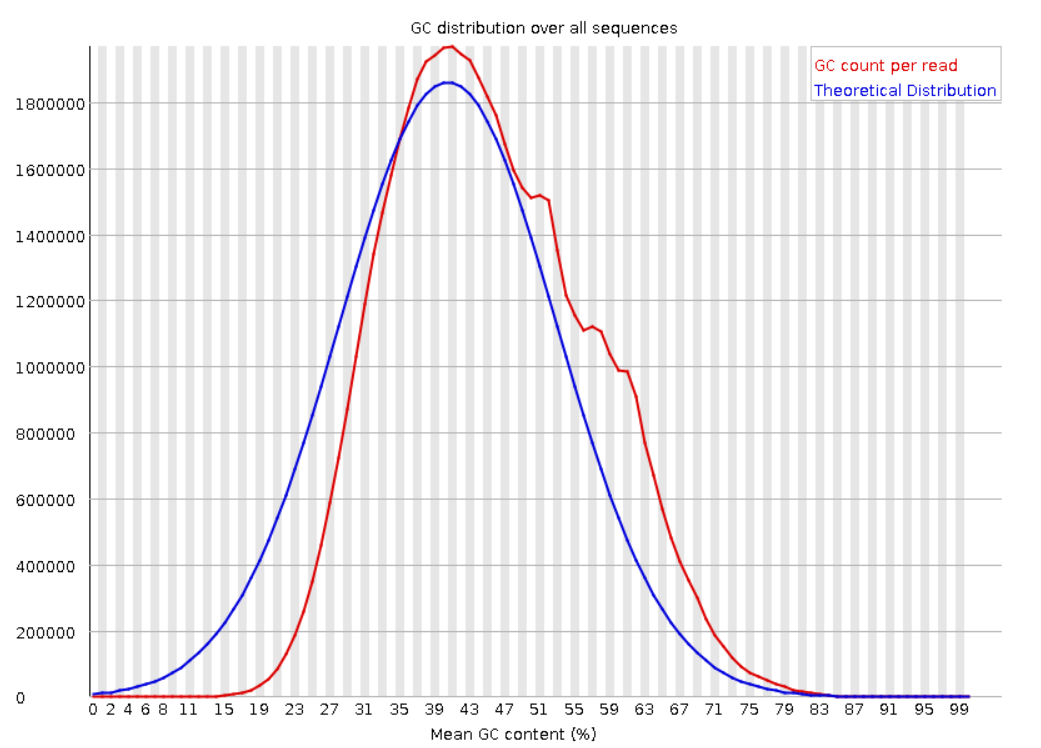 GC distribution over all sequences
GC count per read
Theoretical Distribution
1800000
1600000
1400000
1200000
1000000
800000
600000
400000
200000
0
0 2 4 6 8 11 15 19 23 27 31 35 39 43 47 51 55 59 63 67 71 75 79 83 87 91 95 99
Mean GC content (%)